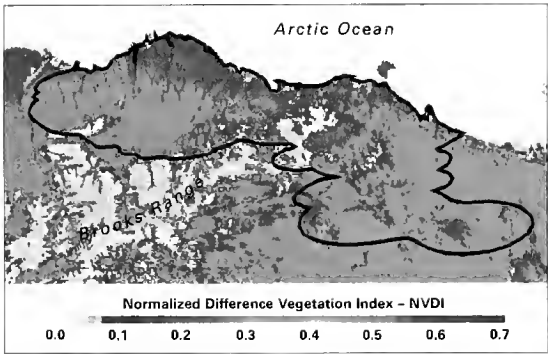 Arctic Ocean
Brooks Range
Normalized Difference Vegetation Index – NVDI
0.0 0.1 0.2 0.3 0.4 0.5 0.6 0.7